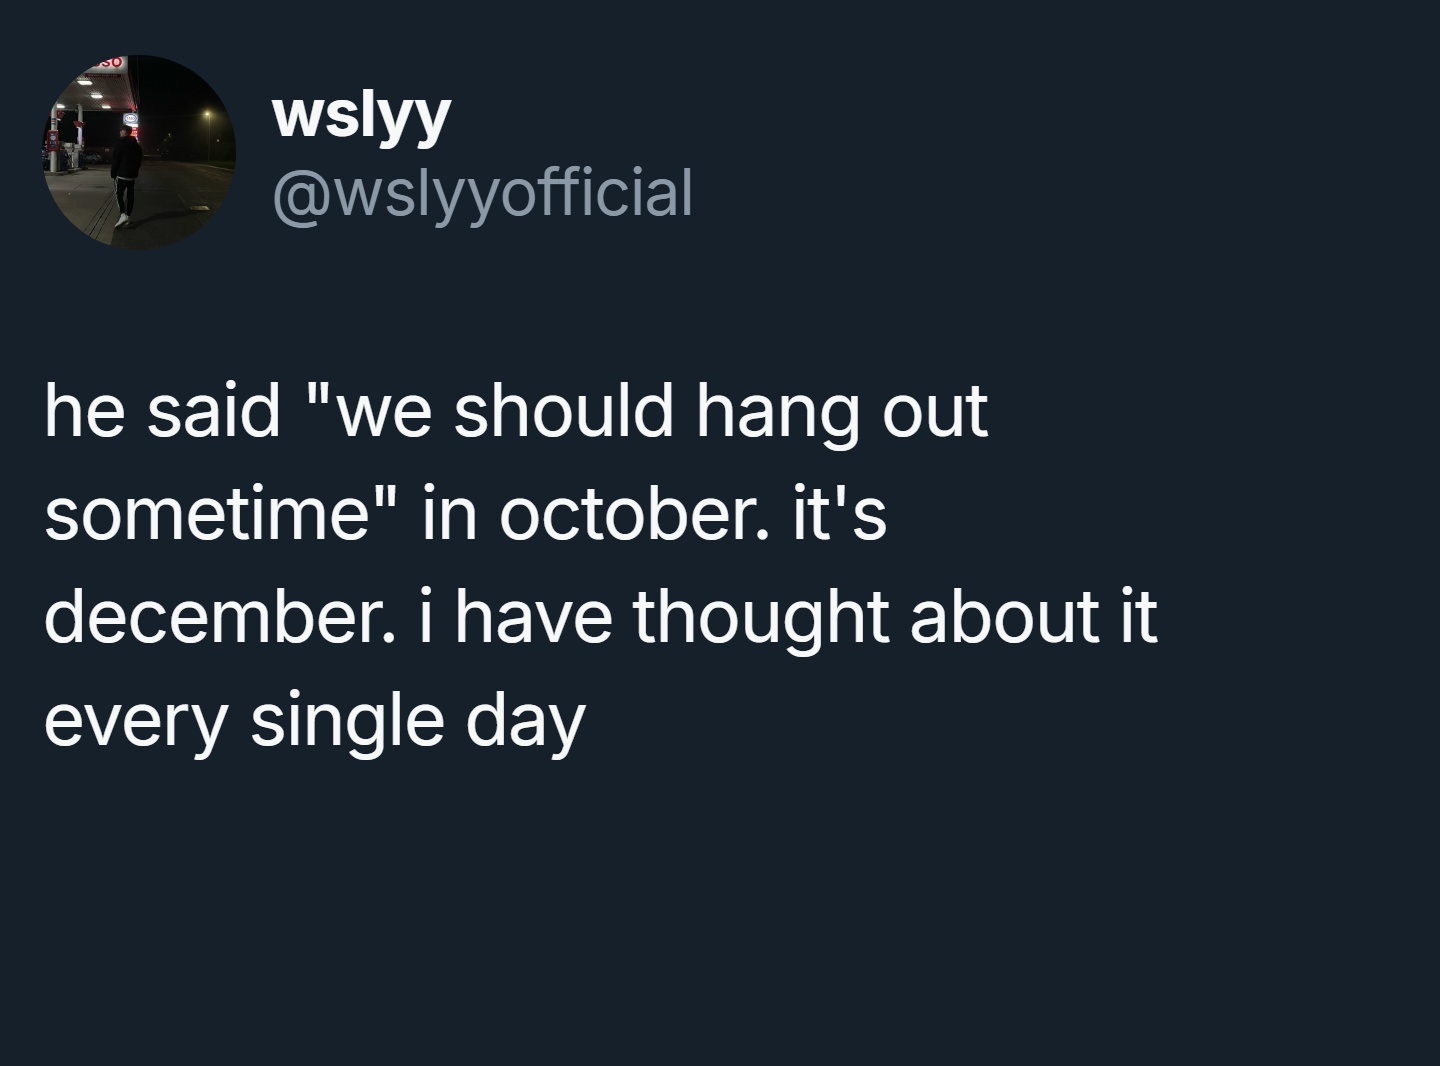 wslyy
@wslyyofficial
he said "we should hang out
sometime" in october. it's
december. i have thought about it
every single day